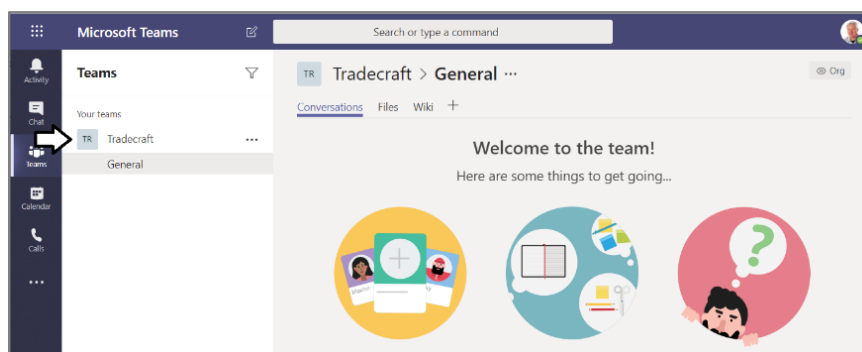 Microsoft Teams
Search or type a command
Activity
Chat
Teams
Calendar
Calls
Teams
Your teams
TR Tradecraft
General
TR Tradecraft > General
Org
Conversations Files Wiki
Welcome to the team!
Here are some things to get going...